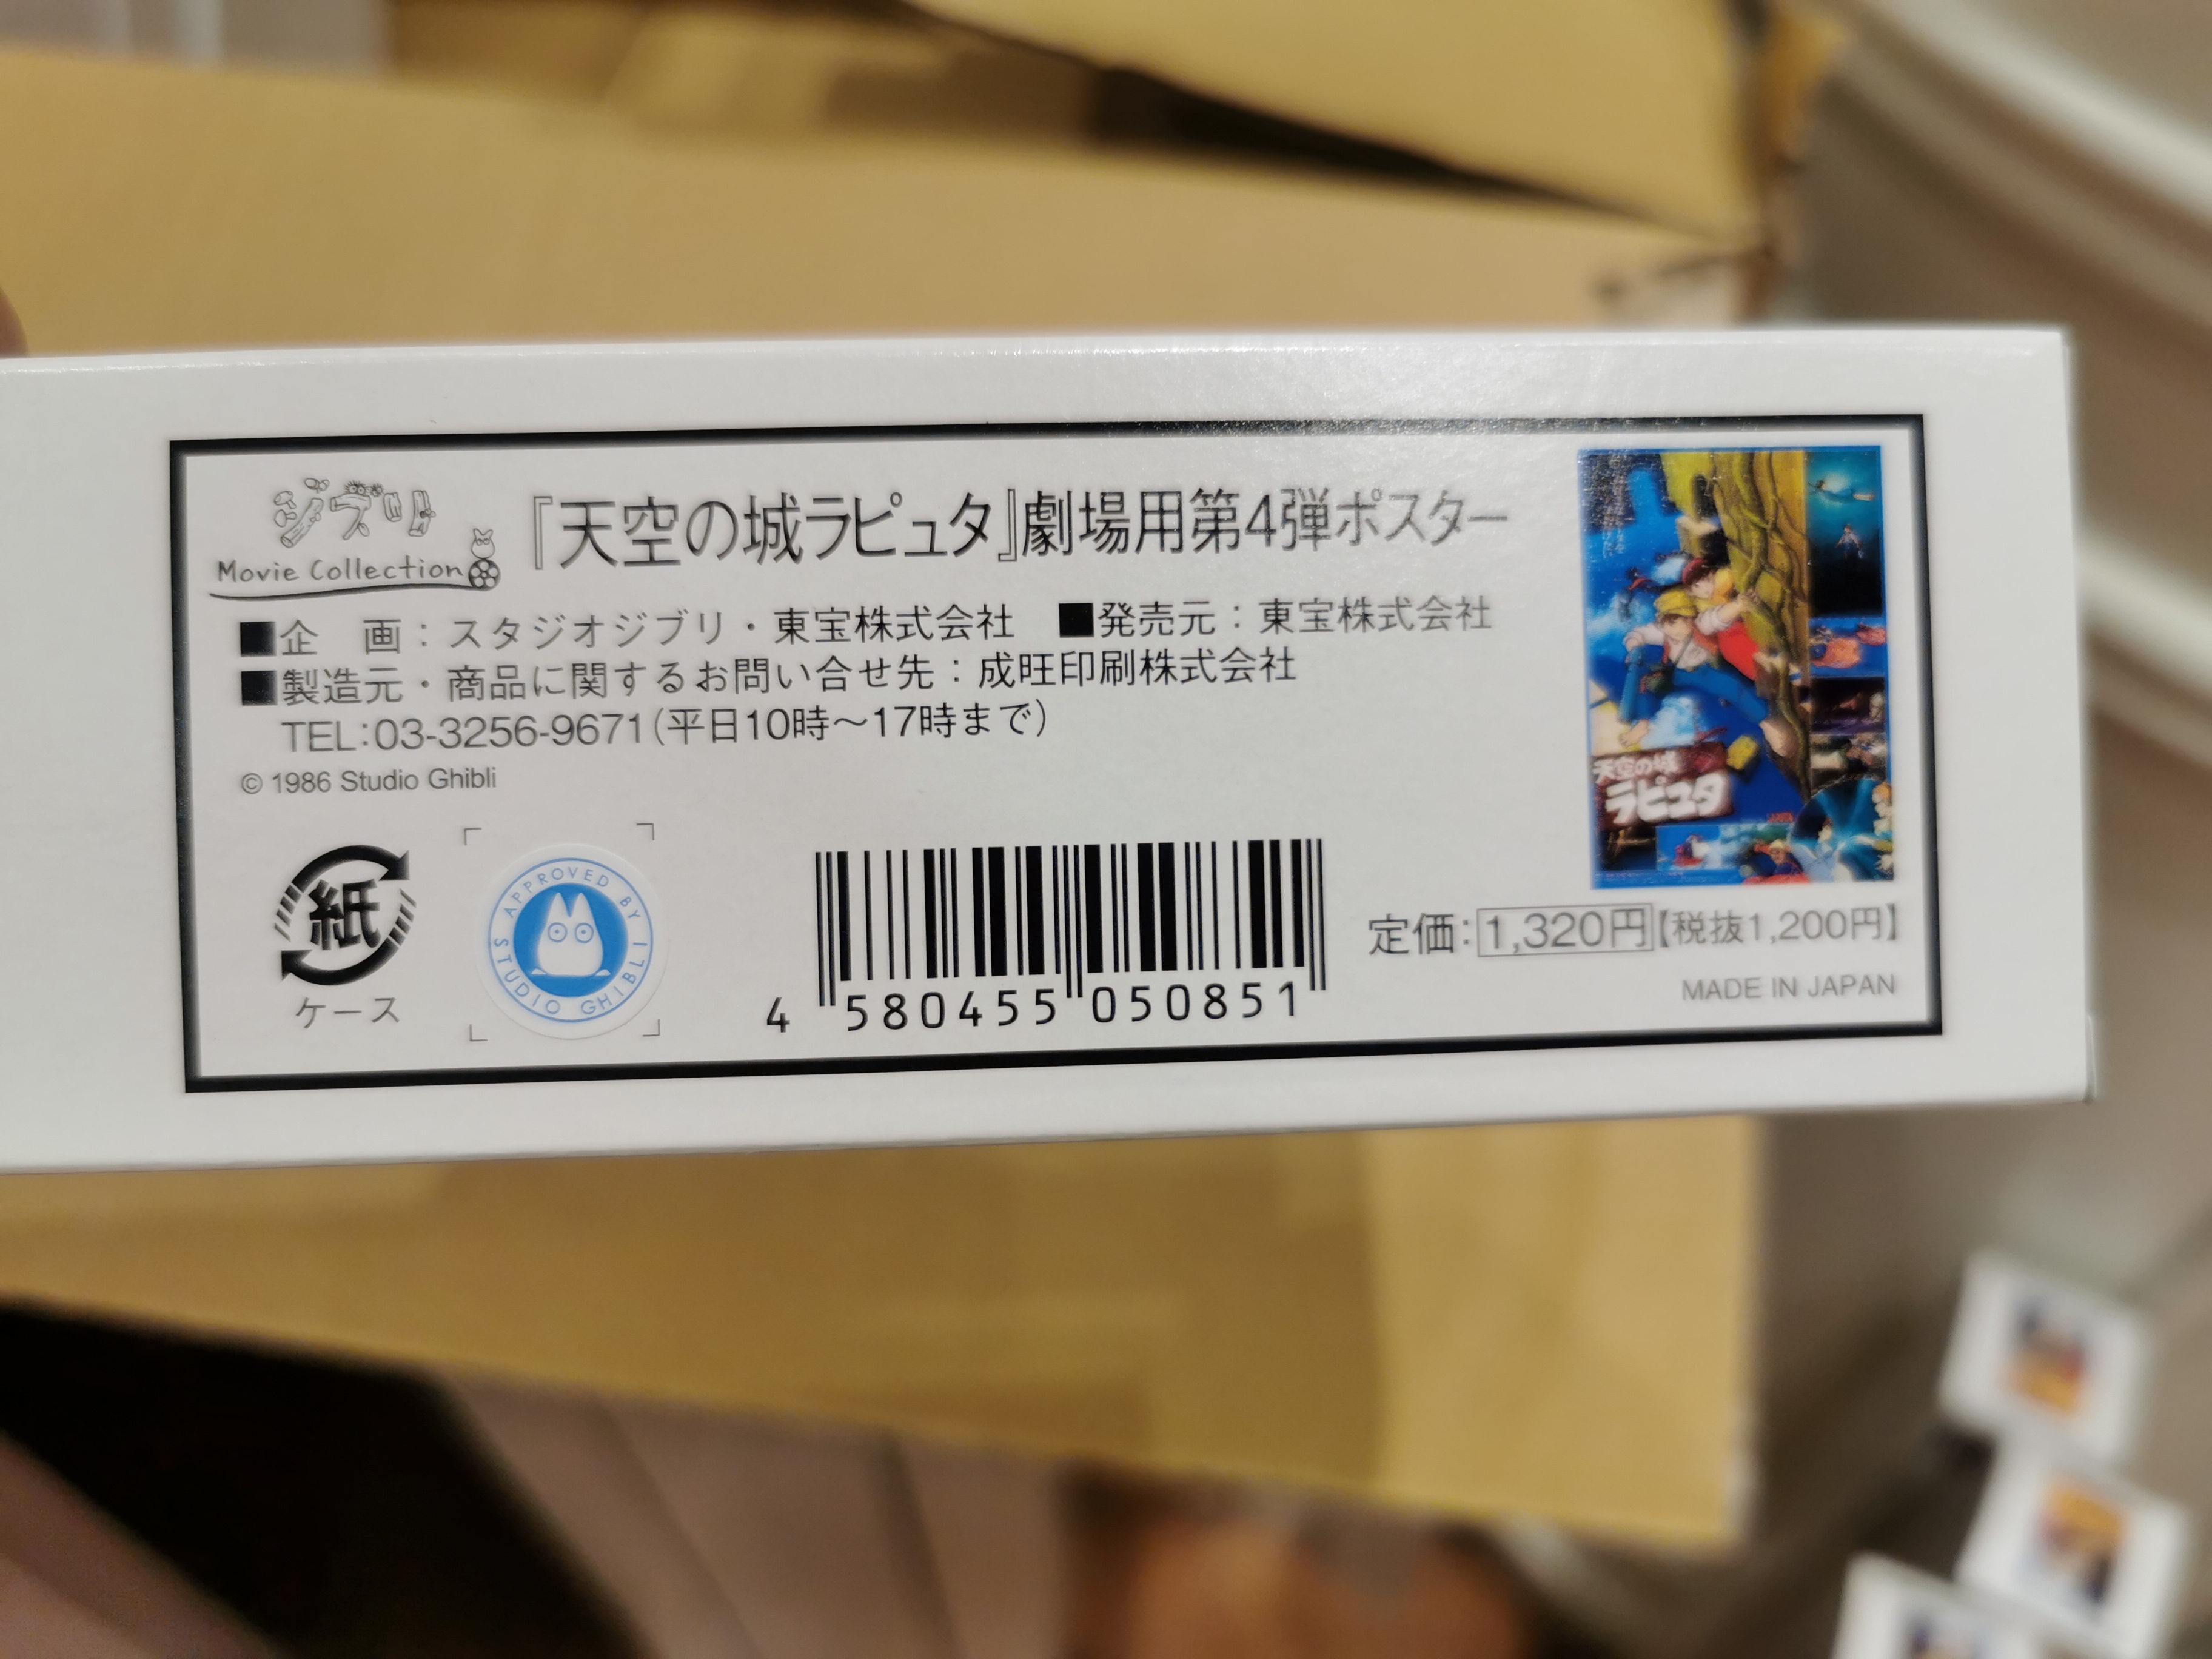 ジブリ
Movie Collection
『天空の城ラピュタ』劇場用第4弾ポスター
■企　画：スタジオジブリ・東宝株式会社　■発売元：東宝株式会社
■製造元・商品に関するお問い合せ先：成旺印刷株式会社
TEL:03-3256-9671(平日10時～17時まで)
© 1986 Studio Ghibli
紙
ケース
APPROVED BY
STUDIO GHIBLI
4 580455 050851
定価：1,320円【税抜1,200円】
MADE IN JAPAN
天空の城
ラピュタ